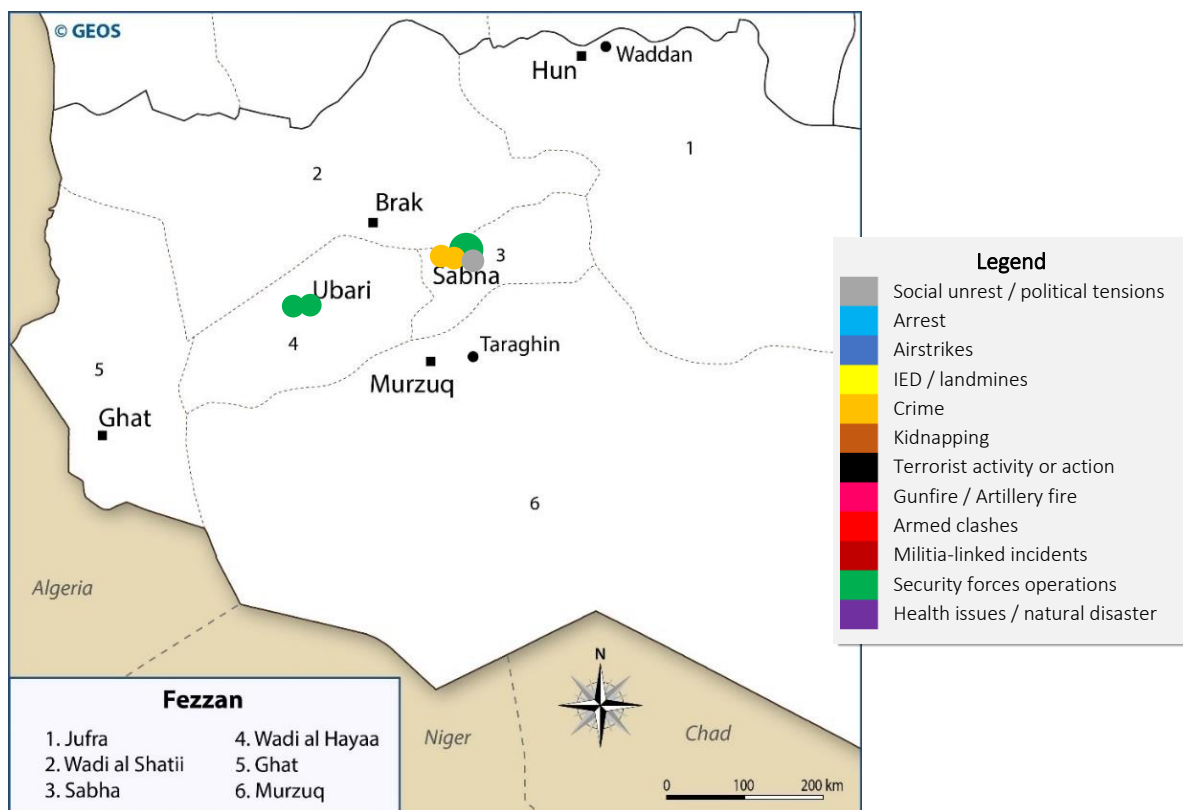 © GEOS
Waddan
Hun
1
2
Brak
3
Sabha
Ubari
4
Taraghin
Murzuq
5
Ghat
6
Algeria
Niger
Chad
N
0 100 200 km
Fezzan
1. Jufra
2. Wadi al Shatii
3. Sabha
4. Wadi al Hayaa
5. Ghat
6. Murzuq
Legend
Social unrest / political tensions
Arrest
Airstrikes
IED / landmines
Crime
Kidnapping
Terrorist activity or action
Gunfire / Artillery fire
Armed clashes
Militia-linked incidents
Security forces operations
Health issues / natural disaster